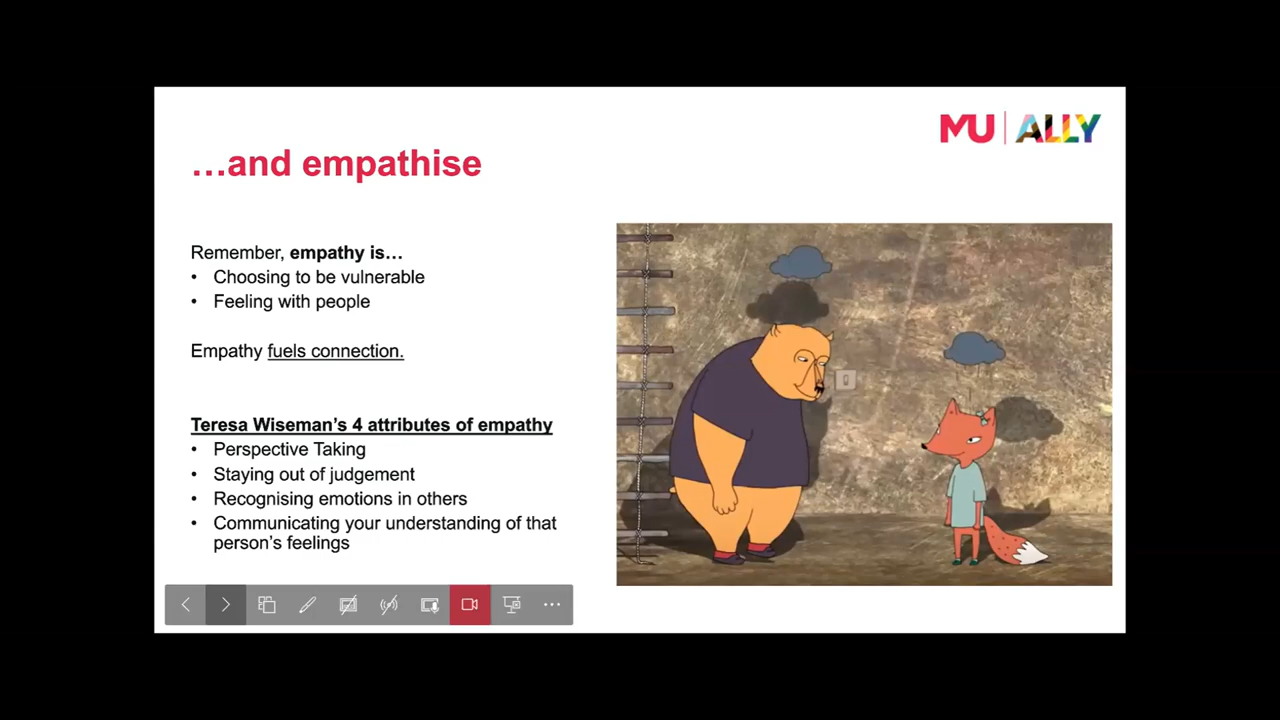 MU | ALLY
…and empathise
Remember, empathy is…
• Choosing to be vulnerable
• Feeling with people
Empathy fuels connection.
Teresa Wiseman’s 4 attributes of empathy
• Perspective Taking
• Staying out of judgement
• Recognising emotions in others
• Communicating your understanding of that
person’s feelings